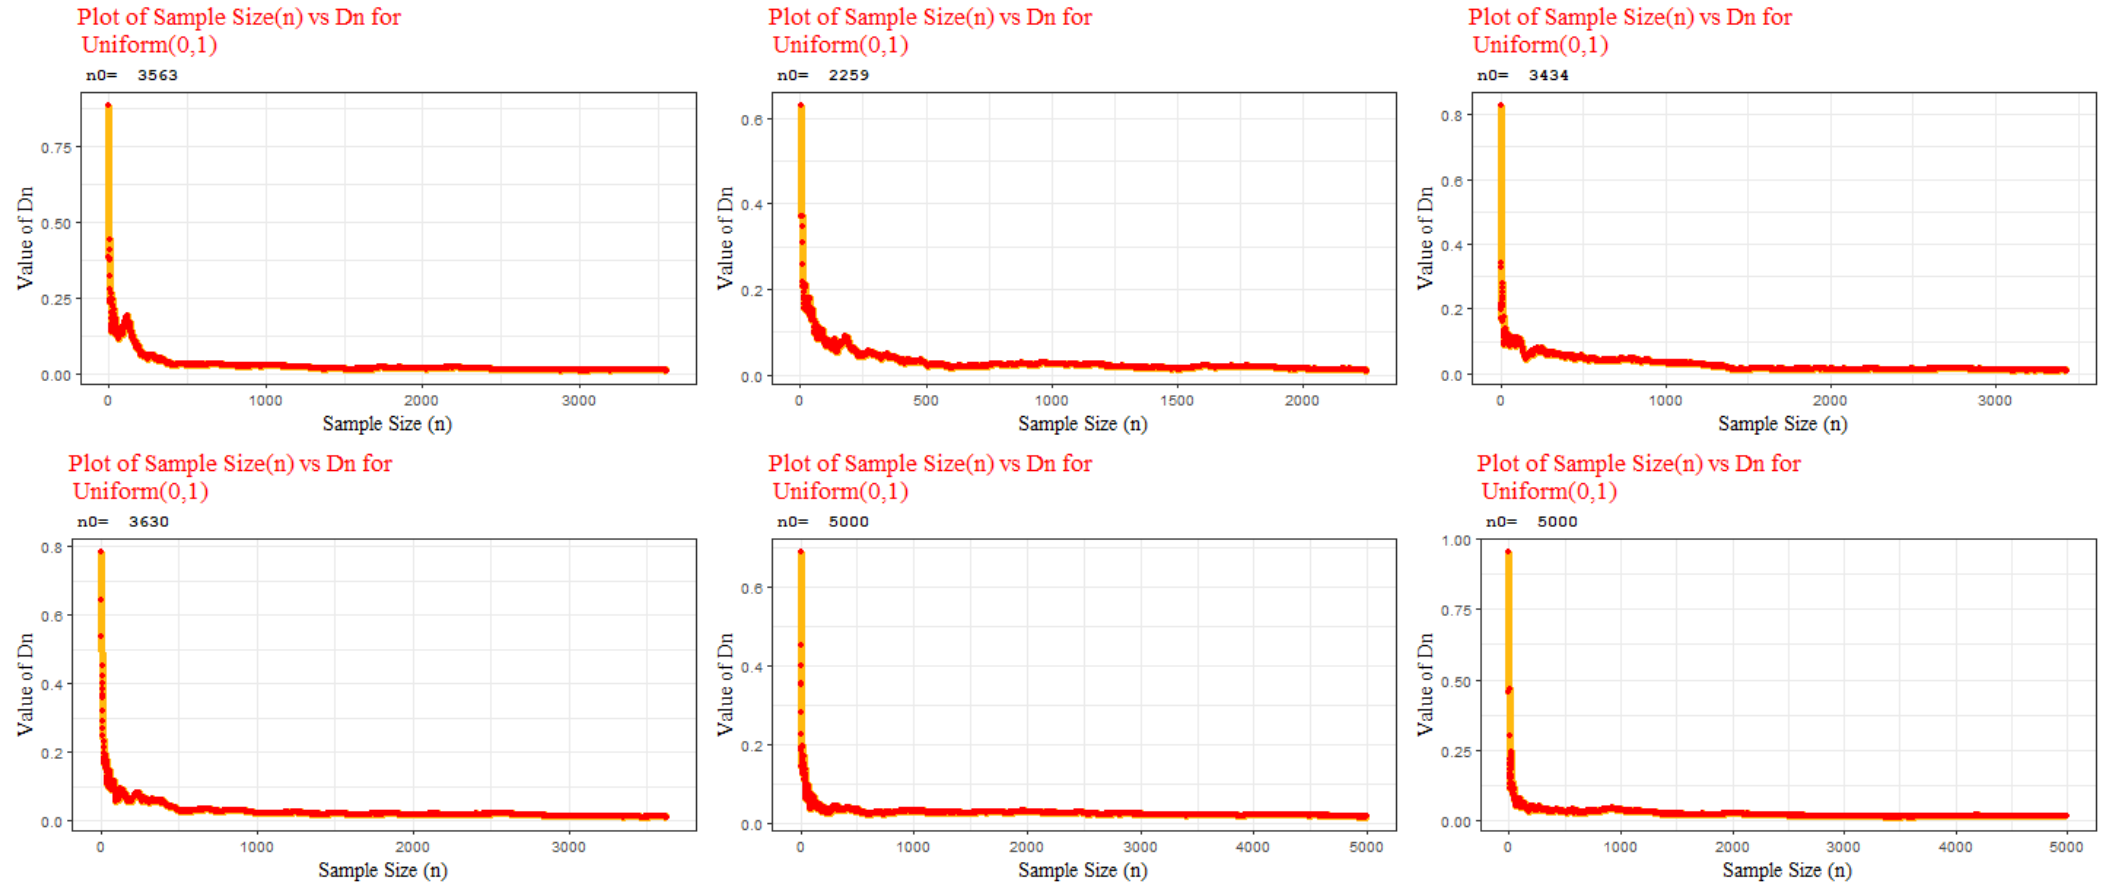 Plot of Sample Size(n) vs Dn for
Uniform(0,1)
n0= 3563
Value of Dn
0.75
0.50
0.25
0.00
0 1000 2000 3000
Sample Size (n)
Plot of Sample Size(n) vs Dn for
Uniform(0,1)
n0= 2259
Value of Dn
0.6
0.4
0.2
0.0
0 500 1000 1500 2000
Sample Size (n)
Plot of Sample Size(n) vs Dn for
Uniform(0,1)
n0= 3434
Value of Dn
0.8
0.6
0.4
0.2
0.0
0 1000 2000 3000
Sample Size (n)
Plot of Sample Size(n) vs Dn for
Uniform(0,1)
n0= 3630
Value of Dn
0.8
0.6
0.4
0.2
0.0
0 1000 2000 3000
Sample Size (n)
Plot of Sample Size(n) vs Dn for
Uniform(0,1)
n0= 5000
Value of Dn
0.6
0.4
0.2
0.0
0 1000 2000 3000 4000 5000
Sample Size (n)
Plot of Sample Size(n) vs Dn for
Uniform(0,1)
n0= 5000
Value of Dn
1.00
0.75
0.50
0.25
0.00
0 1000 2000 3000 4000 5000
Sample Size (n)